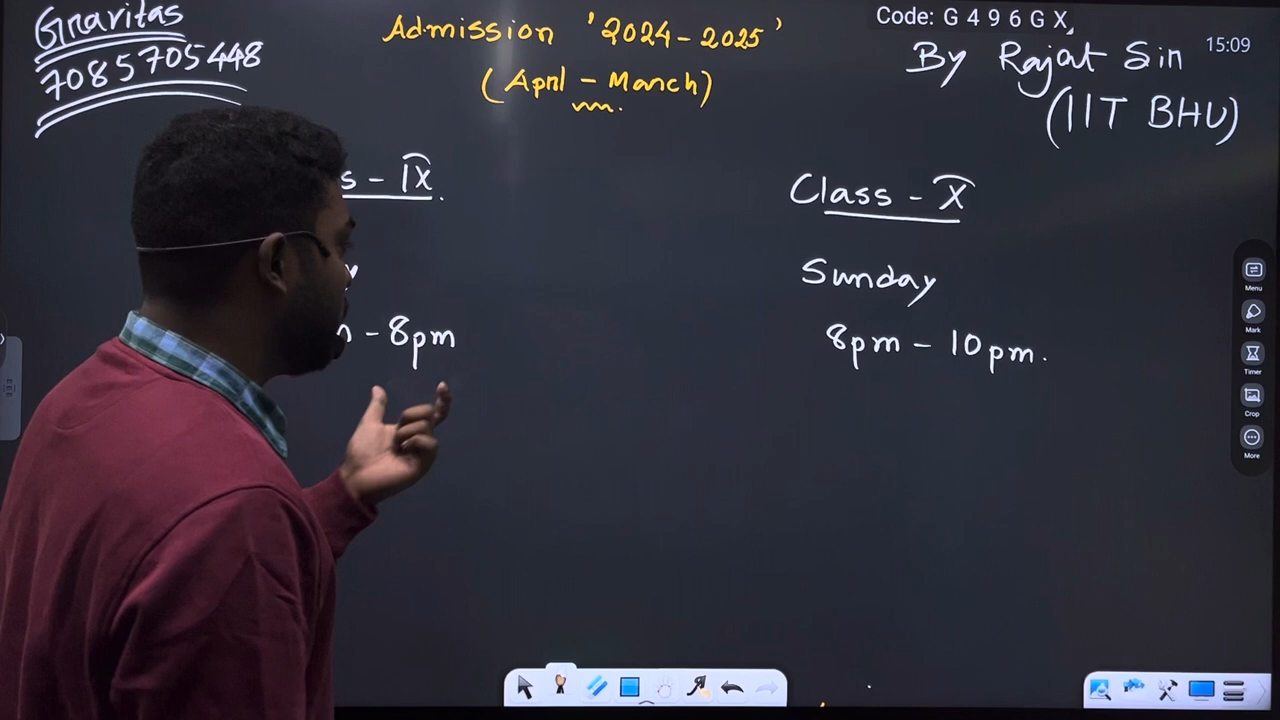 Gravitas
7085705448
Admission '2024-2025'
(April - March)
Code: G 4 9 6 G X,
15:09
By Rajat Sin
(IIT BHU)
s - IX.
y
- 8pm
Class - X
Sunday
8pm - 10pm.
Menu
Mark
Timer
Crop
More